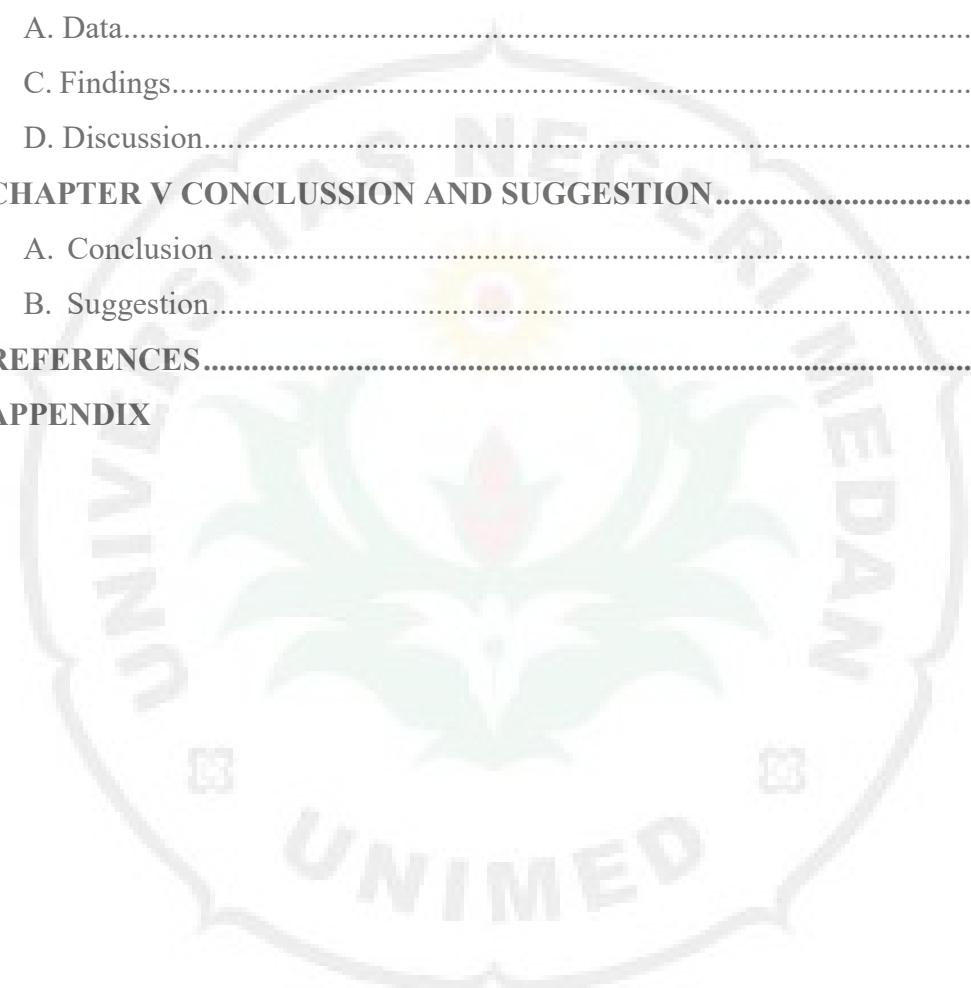 A. Data..........................................................................................................
C. Findings....................................................................................................
D. Discussion................................................................................................
CHAPTER V CONCLUSSION AND SUGGESTION................................
A. Conclusion ..............................................................................................
B. Suggestion...............................................................................................
REFERENCES................................................................................................
APPENDIX
UNIVERSITAS NEGERI MEDAN
UNIMED